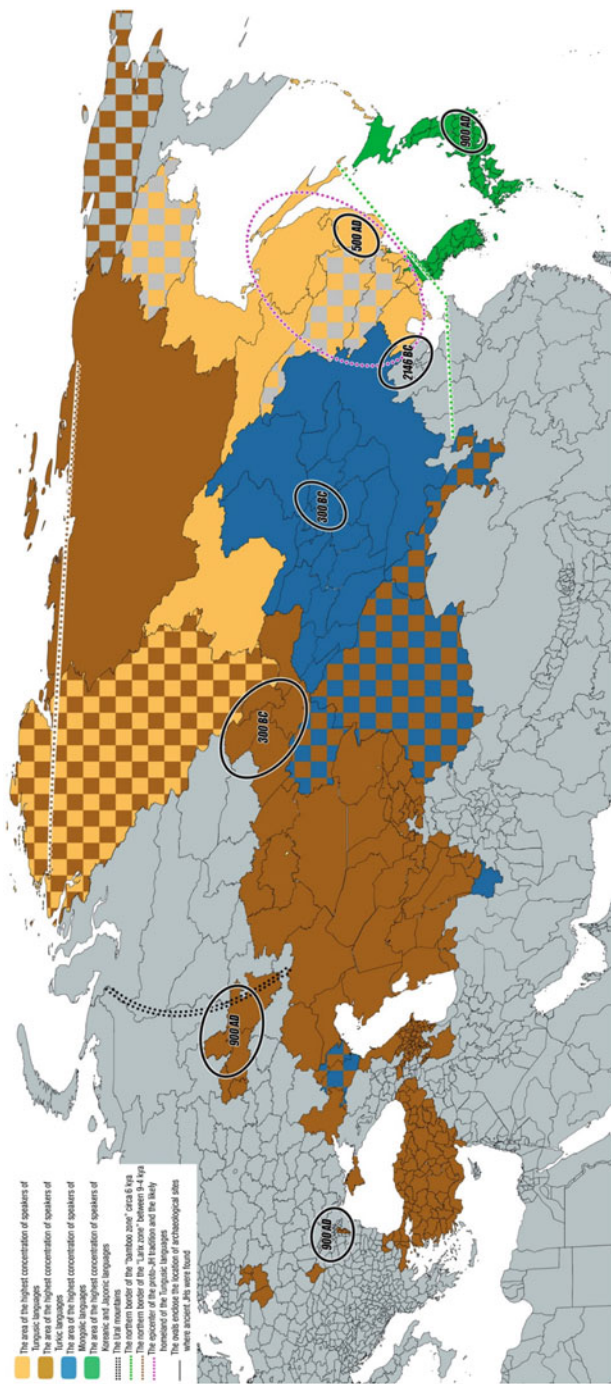 The area of the highest concentration of speakers of
Tungusic languages
The area of the highest concentration of speakers of
Turkic languages
The area of the highest concentration of speakers of
Mongolic languages
The area of the highest concentration of speakers of
Koreanic and Japonic languages
The Ural mountains
The northern border of the "bamboo zone" circa 6 kya
The northern border of the "Larix zone" between 9-4 kya
The epicenter of the proto-JH tradition and the likely
homeland of the Tungusic languages
The ovals enclose the location of archaeological sites
where ancient JHs were found
900 AD
900 AD
300 BC
300 BC
2146 BC
500 AD
900 AD